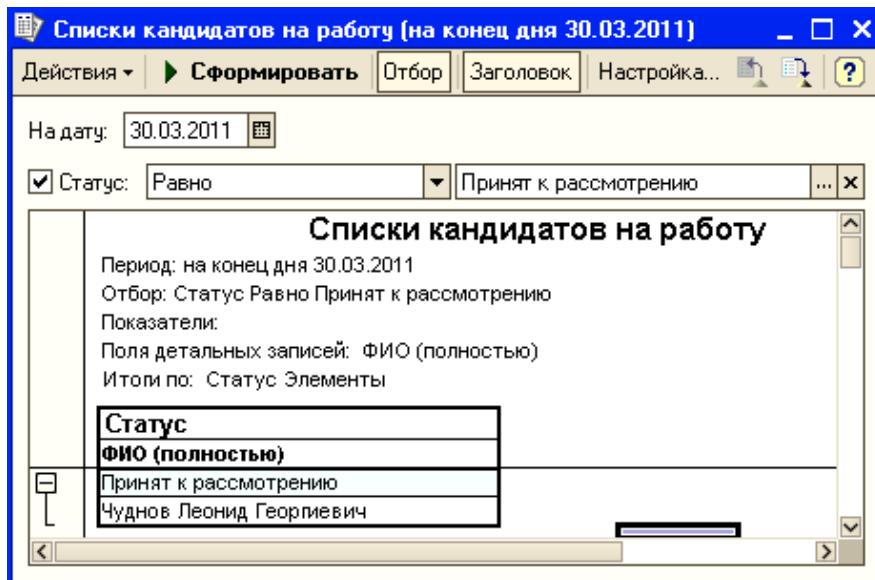 Списки кандидатов на работу (на конец дня 30.03.2011)
Действия Сформировать Отбор Заголовок Настройка... ?
На дату: 30.03.2011
Статус: Равно Принят к рассмотрению ... x
Списки кандидатов на работу
Период: на конец дня 30.03.2011
Отбор: Статус Равно Принят к рассмотрению
Показатели:
Поля детальных записей: ФИО (полностью)
Итоги по: Статус Элементы
Статус
ФИО (полностью)
Принят к рассмотрению
Чуднов Леонид Георгиевич